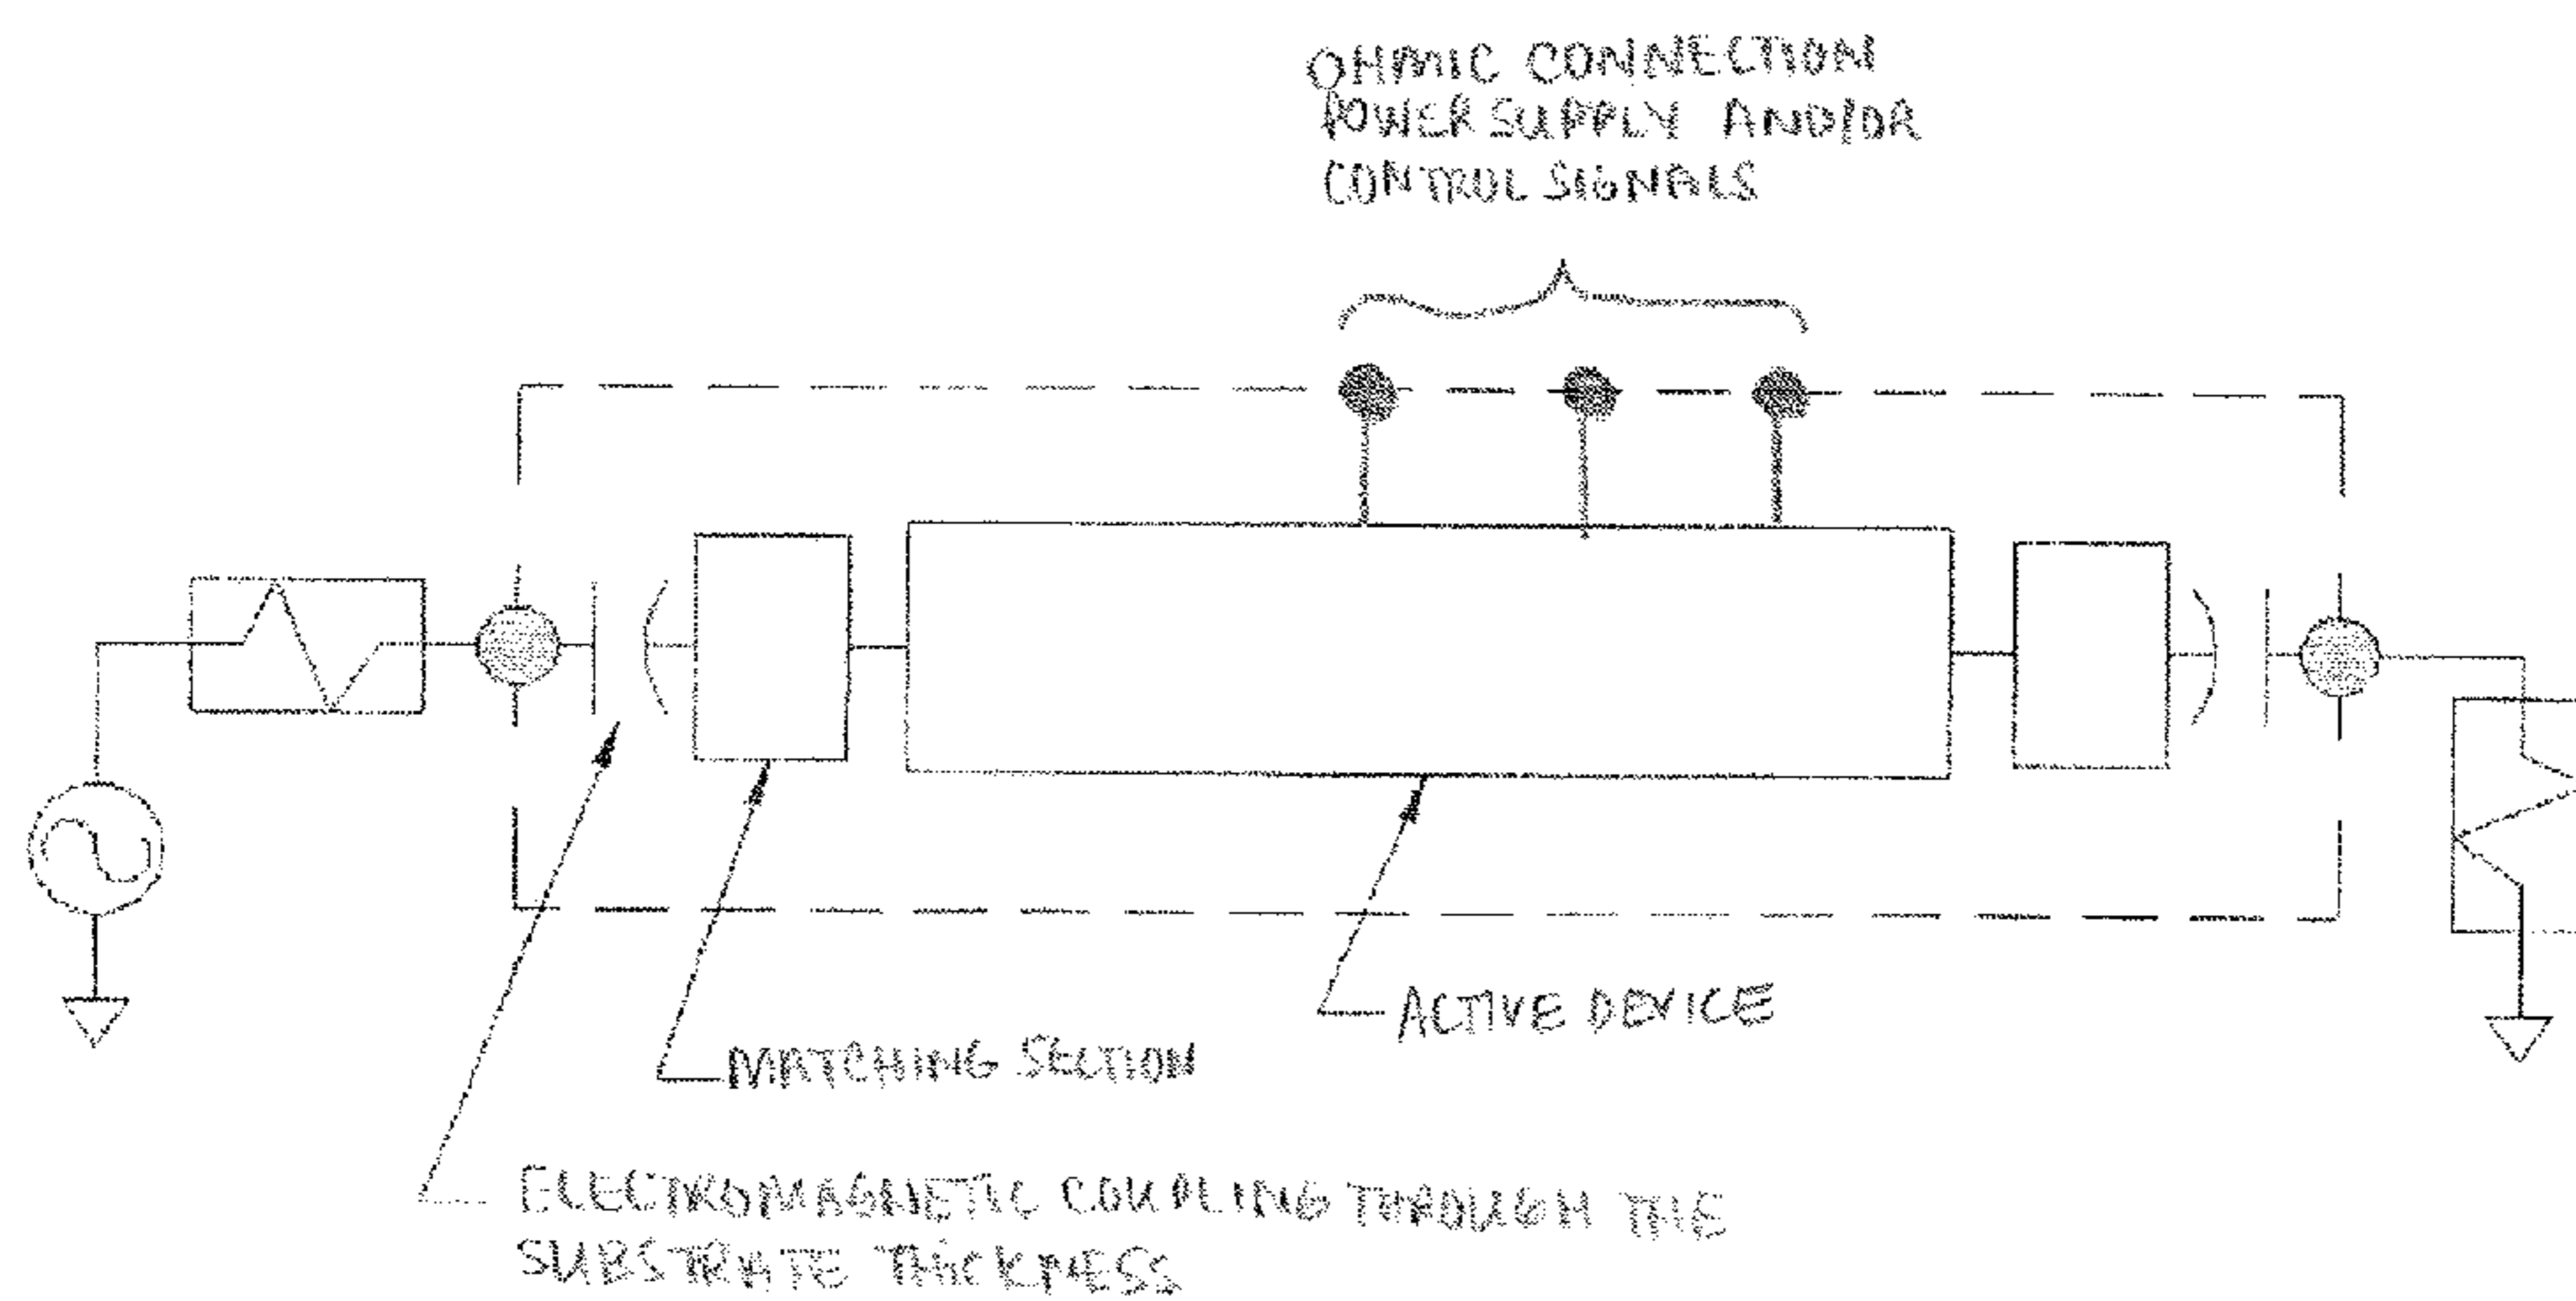 OHMIC CONNECTION
POWER SUPPLY AND/OR
CONTROL SIGNALS
ACTIVE DEVICE
MATCHING SECTION
ELECTROMAGNETIC COUPLING THROUGH THE
SUBSTRATE THICKNESS